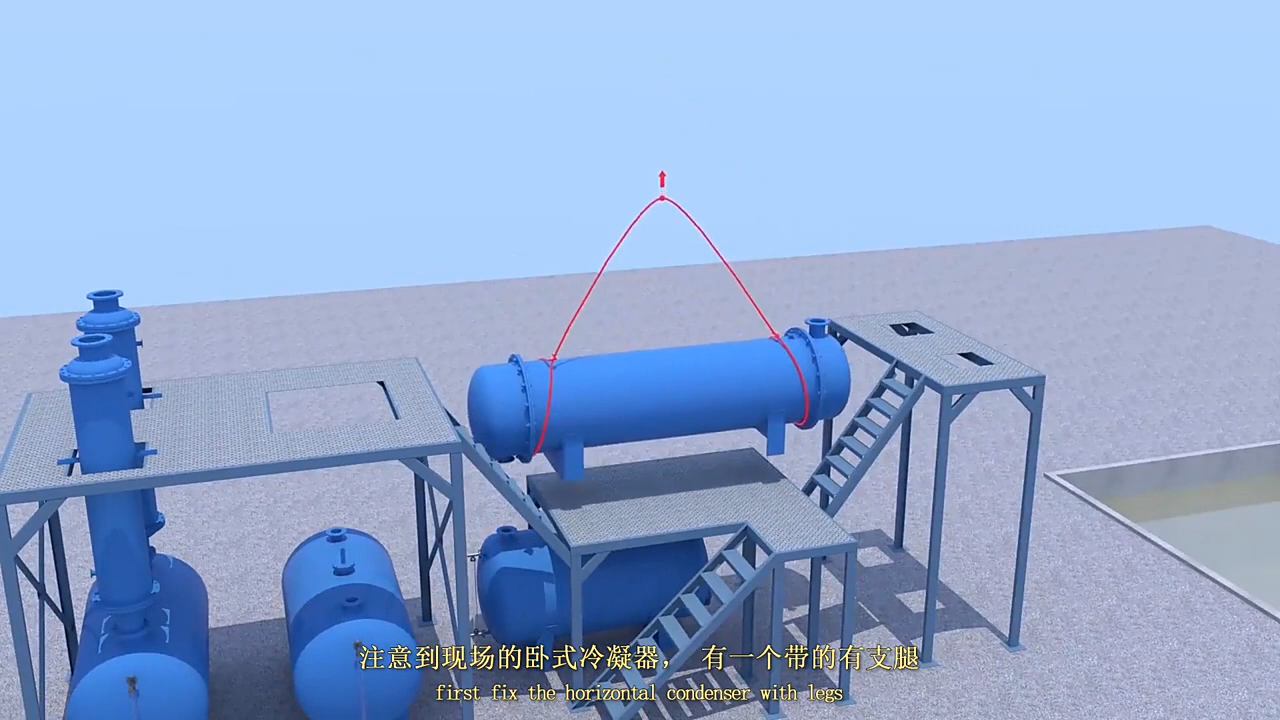 注意到现场的卧式冷凝器， 有一个带的有支腿
first fix the horizontal condenser with legs